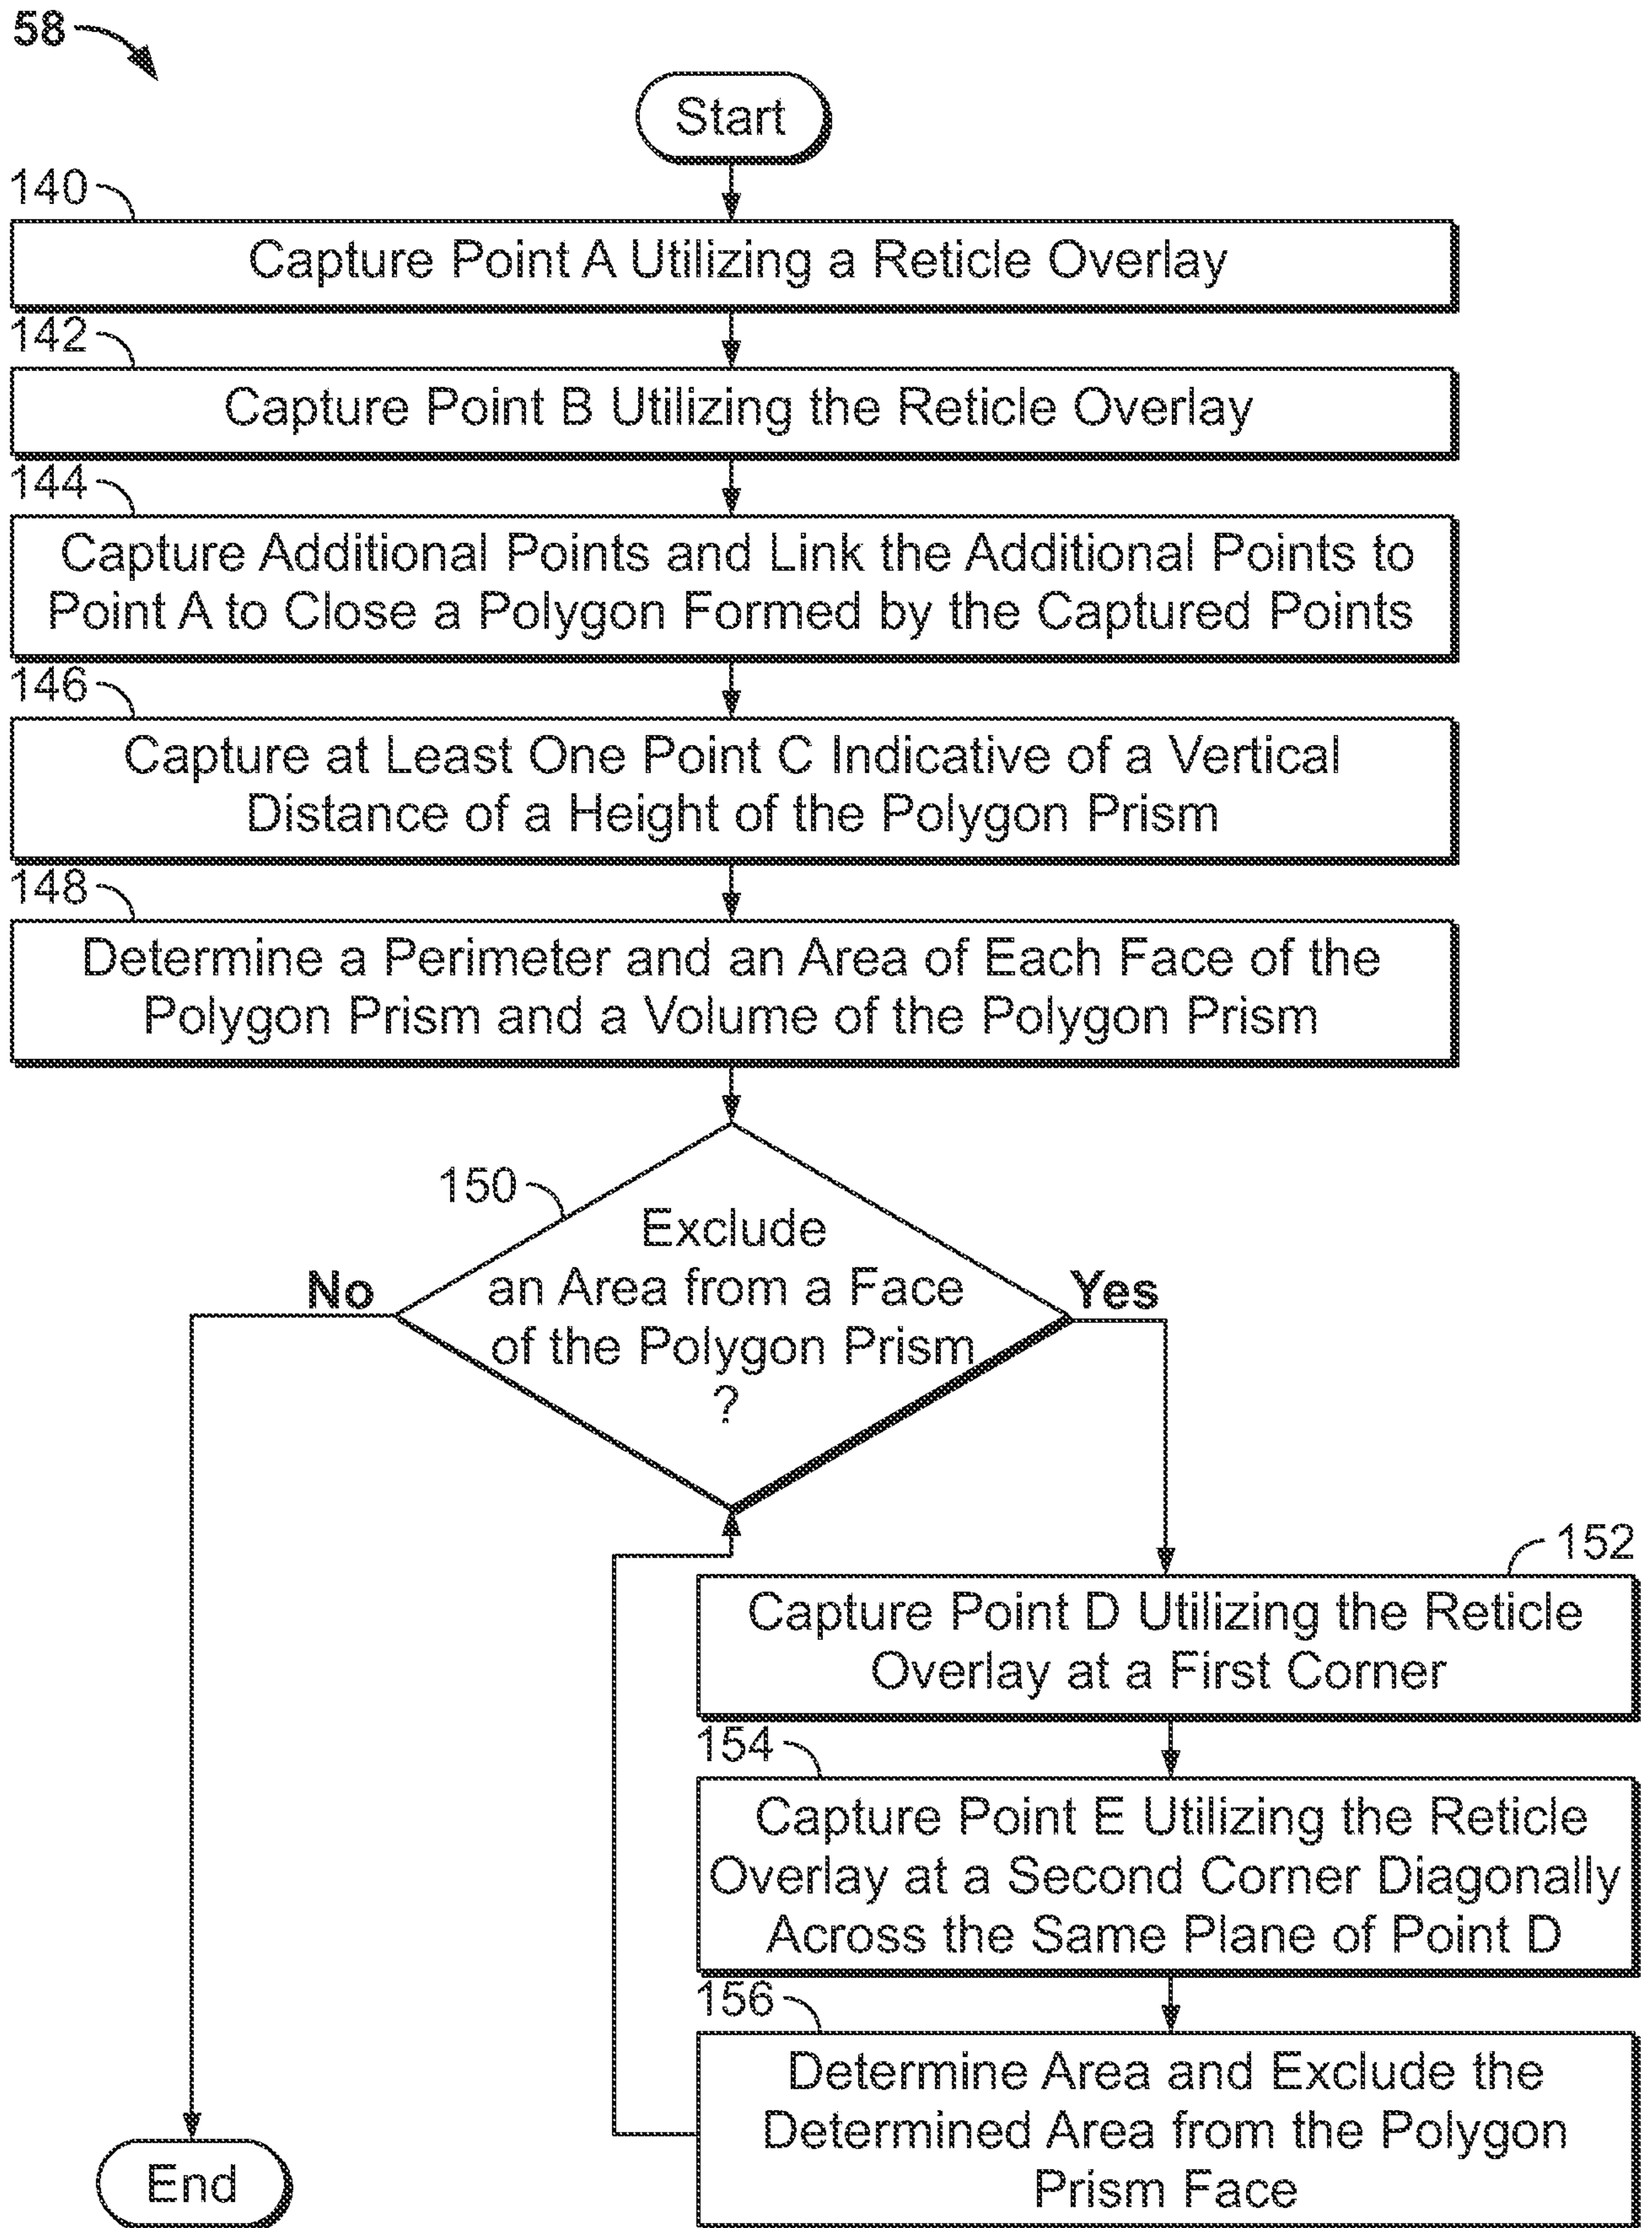 58
Start
140
Capture Point A Utilizing a Reticle Overlay
142
Capture Point B Utilizing the Reticle Overlay
144
Capture Additional Points and Link the Additional Points to
Point A to Close a Polygon Formed by the Captured Points
146
Capture at Least One Point C Indicative of a Vertical
Distance of a Height of the Polygon Prism
148
Determine a Perimeter and an Area of Each Face of the
Polygon Prism and a Volume of the Polygon Prism
150
Exclude
an Area from a Face
of the Polygon Prism
?
No
Yes
152
Capture Point D Utilizing the Reticle
Overlay at a First Corner
154
Capture Point E Utilizing the Reticle
Overlay at a Second Corner Diagonally
Across the Same Plane of Point D
156
Determine Area and Exclude the
Determined Area from the Polygon
Prism Face
End